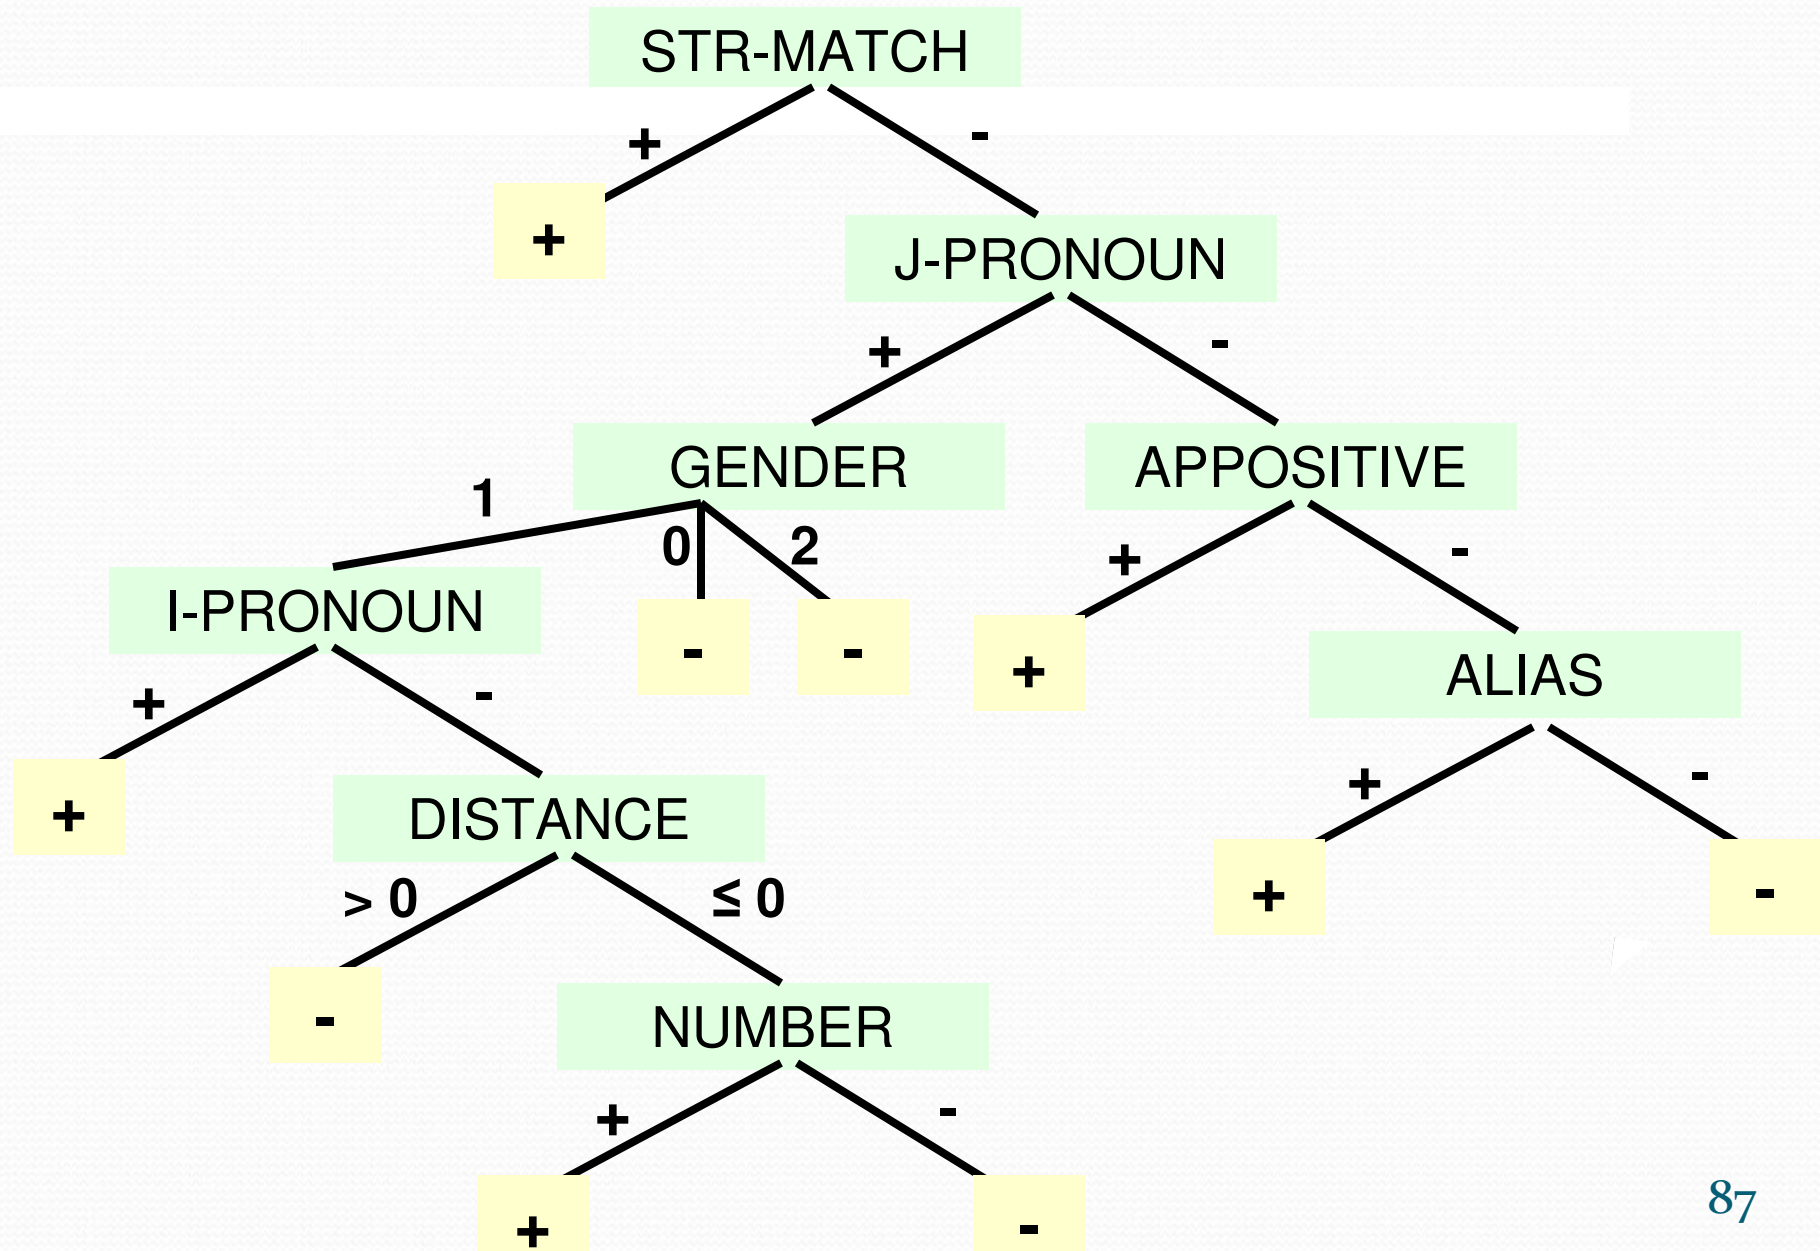 STR-MATCH
+ -
+
J-PRONOUN
+ -
GENDER APPOSITIVE
1 0 2 + -
I-PRONOUN - - + ALIAS
+ - + -
+ DISTANCE + -
> 0 ≤ 0
- NUMBER
+ -
+ -
87